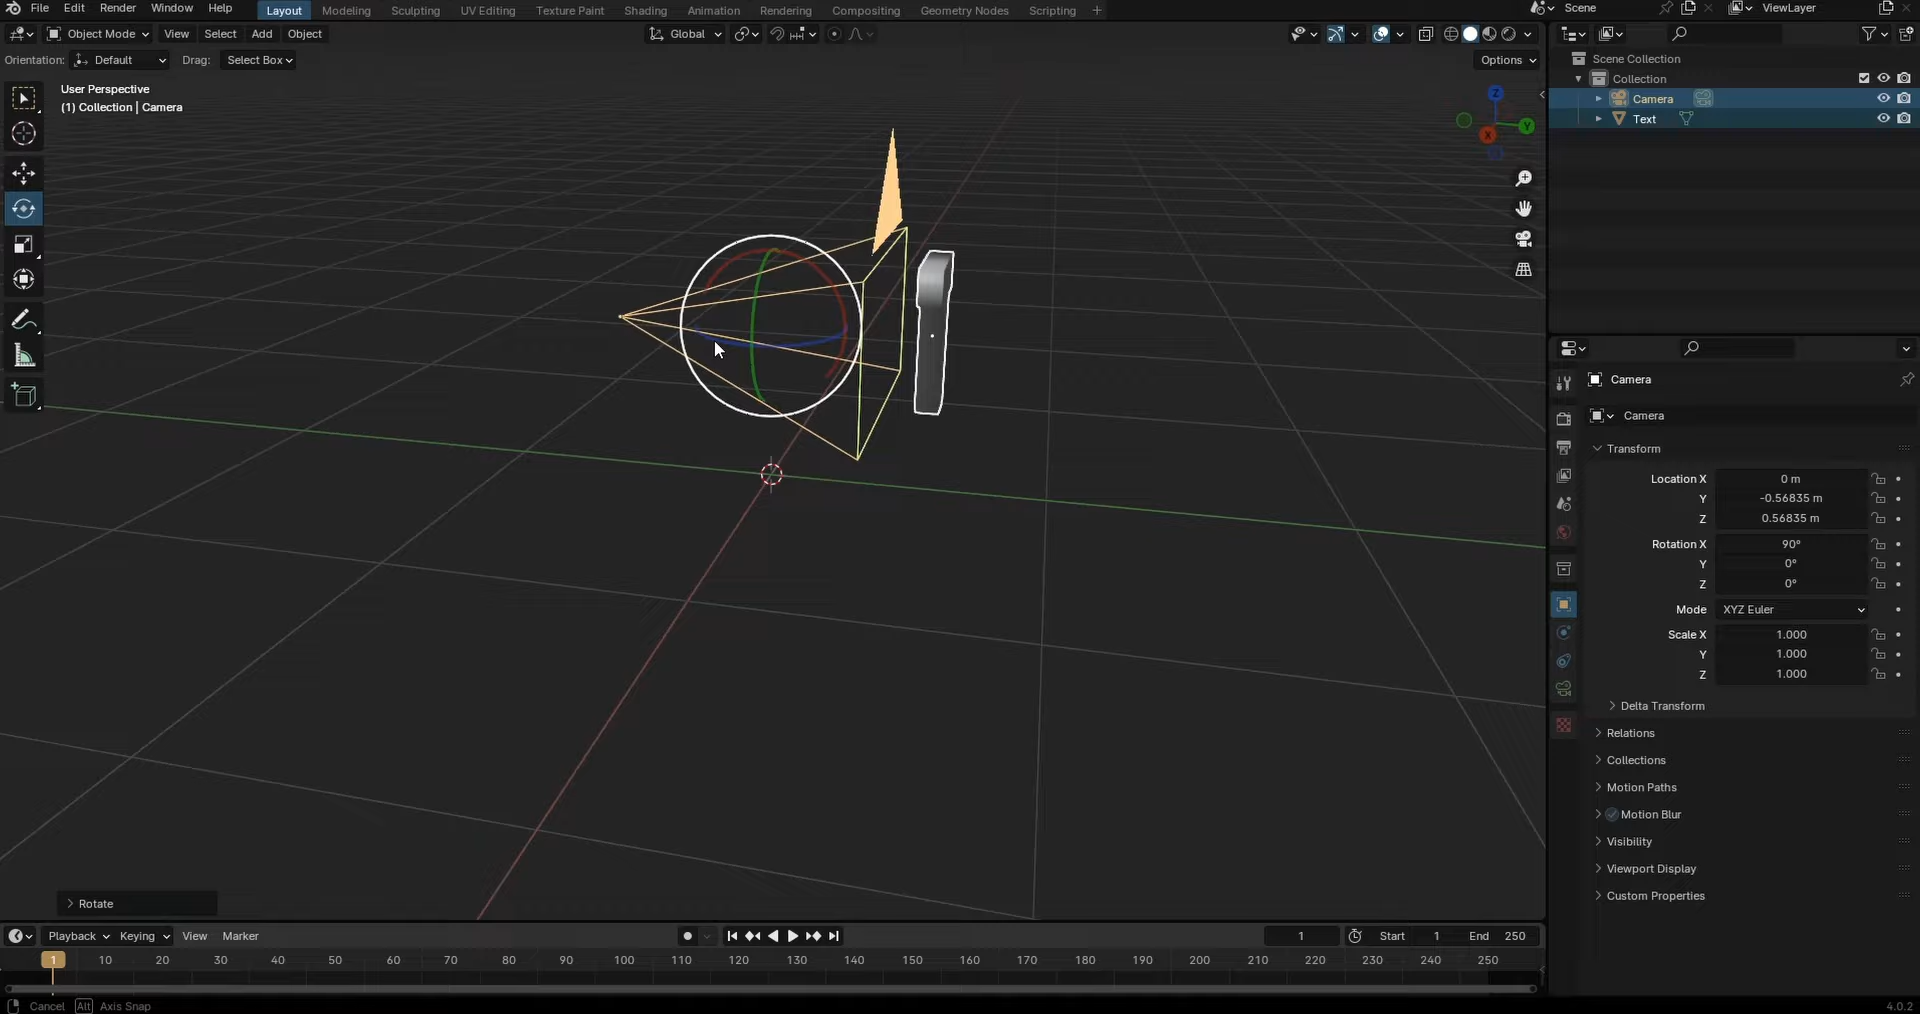 File Edit Render Window Help Layout Modeling Sculpting UV Editing Texture Paint Shading Animation Rendering Compositing Geometry Nodes Scripting + Scene ViewLayer
Object Mode View Select Add Object Global
Orientation: Default Drag: Select Box Options
User Perspective
(1) Collection | Camera
Z
Y
X
Scene Collection
Collection
Camera
Text
Camera
Camera
Transform
Location X 0 m
Y -0.56835 m
Z 0.56835 m
Rotation X 90°
Y 0°
Z 0°
Mode XYZ Euler
Scale X 1.000
Y 1.000
Z 1.000
Delta Transform
Relations
Collections
Motion Paths
Motion Blur
Visibility
Viewport Display
Custom Properties
Rotate
Playback Keying View Marker 1 Start 1 End 250
1 10 20 30 40 50 60 70 80 90 100 110 120 130 140 150 160 170 180 190 200 210 220 230 240 250
Cancel Alt Axis Snap 4.0.2